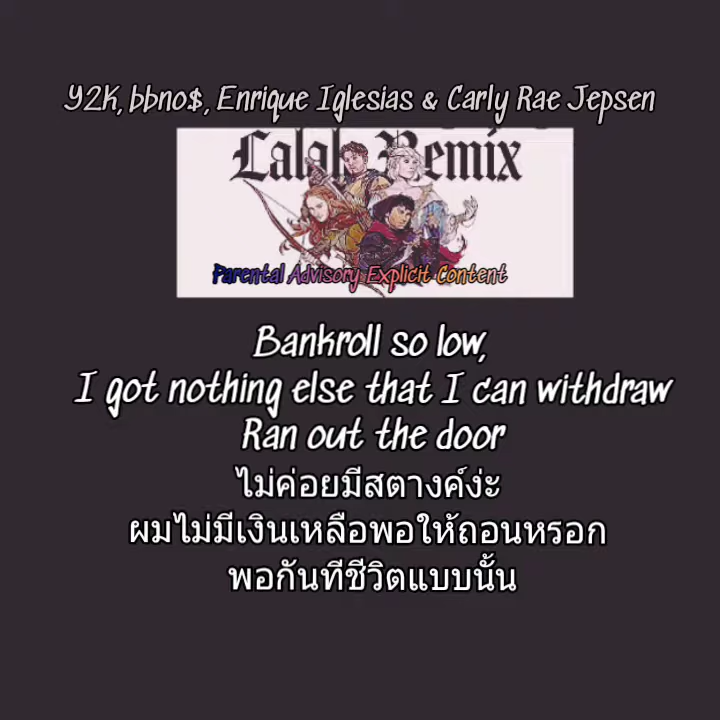 Y2K, bbno$, Enrique Iglesias & Carly Rae Jepsen
Lalala Remix
Parental Advisory Explicit Content
Bankroll so low,
I got nothing else that I can withdraw
Ran out the door
ไม่ค่อยมีสตางค์ง่ะ
ผมไม่มีเงินเหลือพอให้ถอนหรอก
พอกันทีชีวิตแบบนั้น